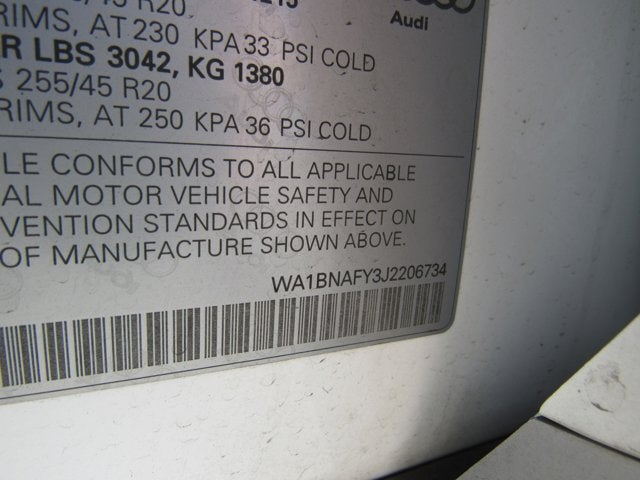 45 R20
Audi
RIMS, AT 230 KPA 33 PSI COLD
R LBS 3042, KG 1380
S 255/45 R20
RIMS, AT 250 KPA 36 PSI COLD
LE CONFORMS TO ALL APPLICABLE
AL MOTOR VEHICLE SAFETY AND
VENTION STANDARDS IN EFFECT ON
OF MANUFACTURE SHOWN ABOVE.
WA1BNAFY3J2206734